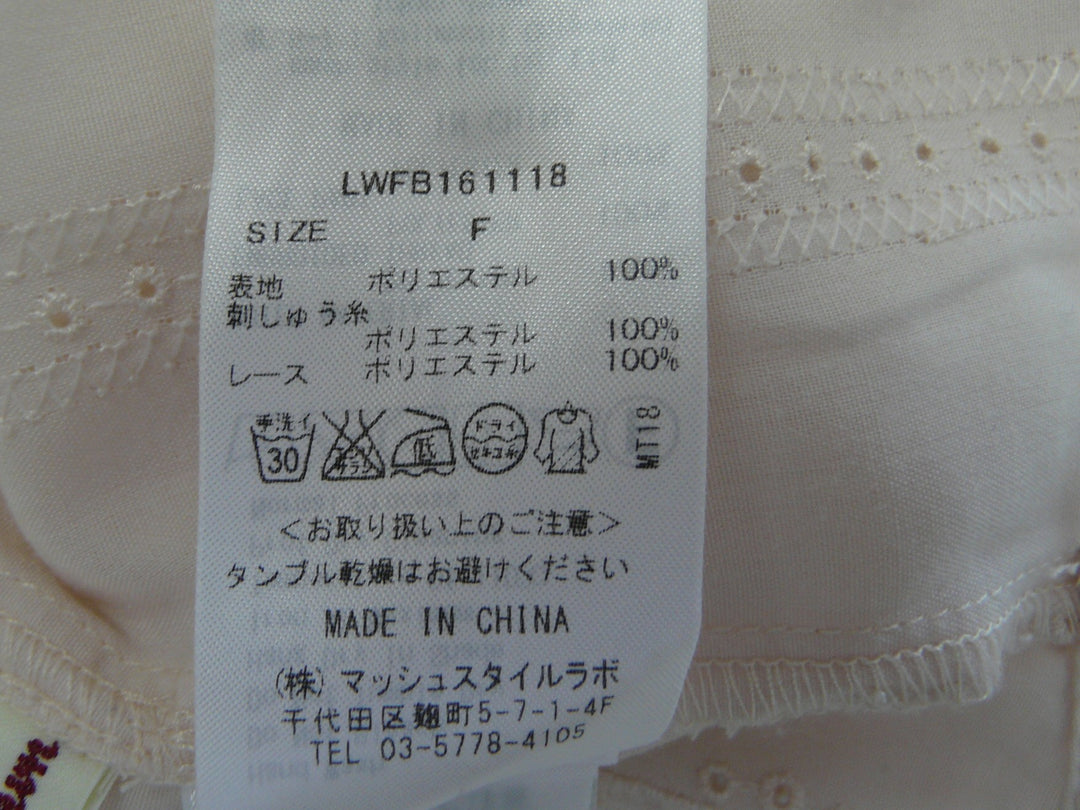 LWFB161118
SIZE F
表地 ポリエステル 100%
刺しゅう糸
ポリエステル 100%
レース ポリエステル 100%
手洗イ 30 低 ドライ セキユ系 MT18
<お取り扱い上のご注意>
タンブル乾燥はお避けください
MADE IN CHINA
(株)マッシュスタイルラボ
千代田区麹町5-7-1-4F
TEL 03-5778-4105